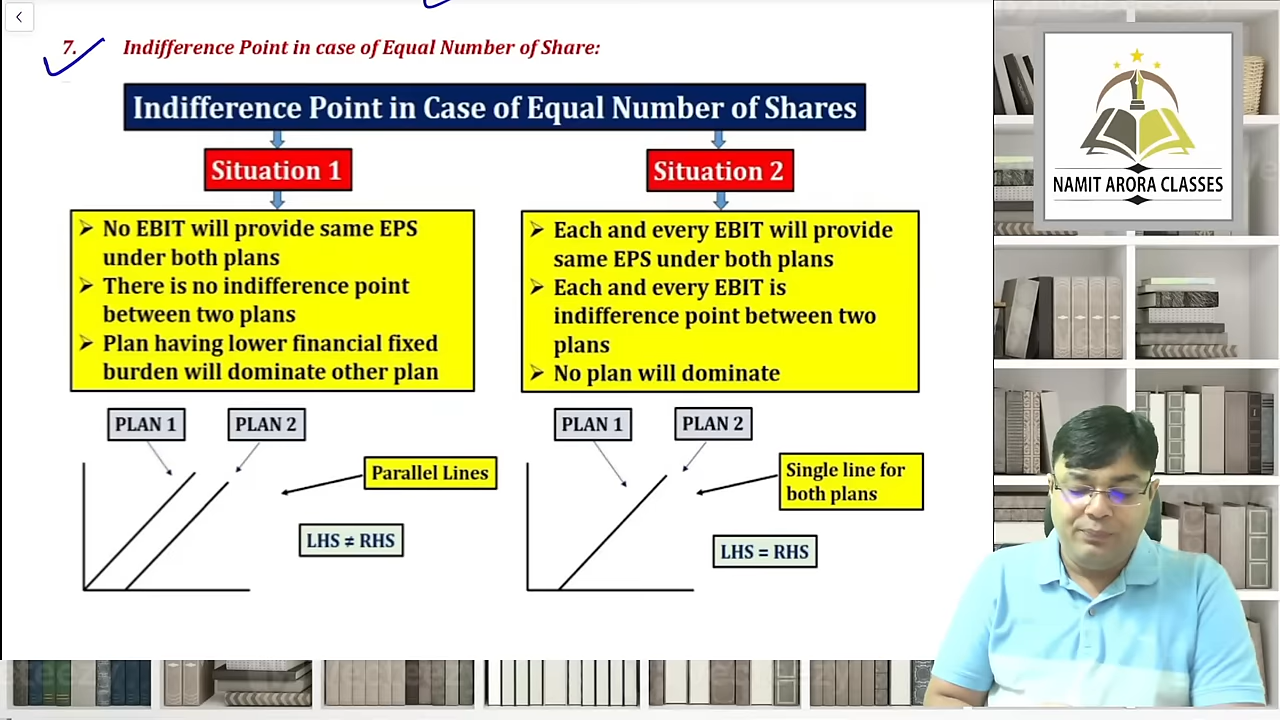 7. Indifference Point in case of Equal Number of Share:
Indifference Point in Case of Equal Number of Shares
Situation 1
➢ No EBIT will provide same EPS
under both plans
➢ There is no indifference point
between two plans
➢ Plan having lower financial fixed
burden will dominate other plan
PLAN 1
PLAN 2
Parallel Lines
LHS ≠ RHS
Situation 2
➢ Each and every EBIT will provide
same EPS under both plans
➢ Each and every EBIT is
indifference point between two
plans
➢ No plan will dominate
PLAN 1
PLAN 2
Single line for
both plans
LHS = RHS
NAMIT ARORA CLASSES